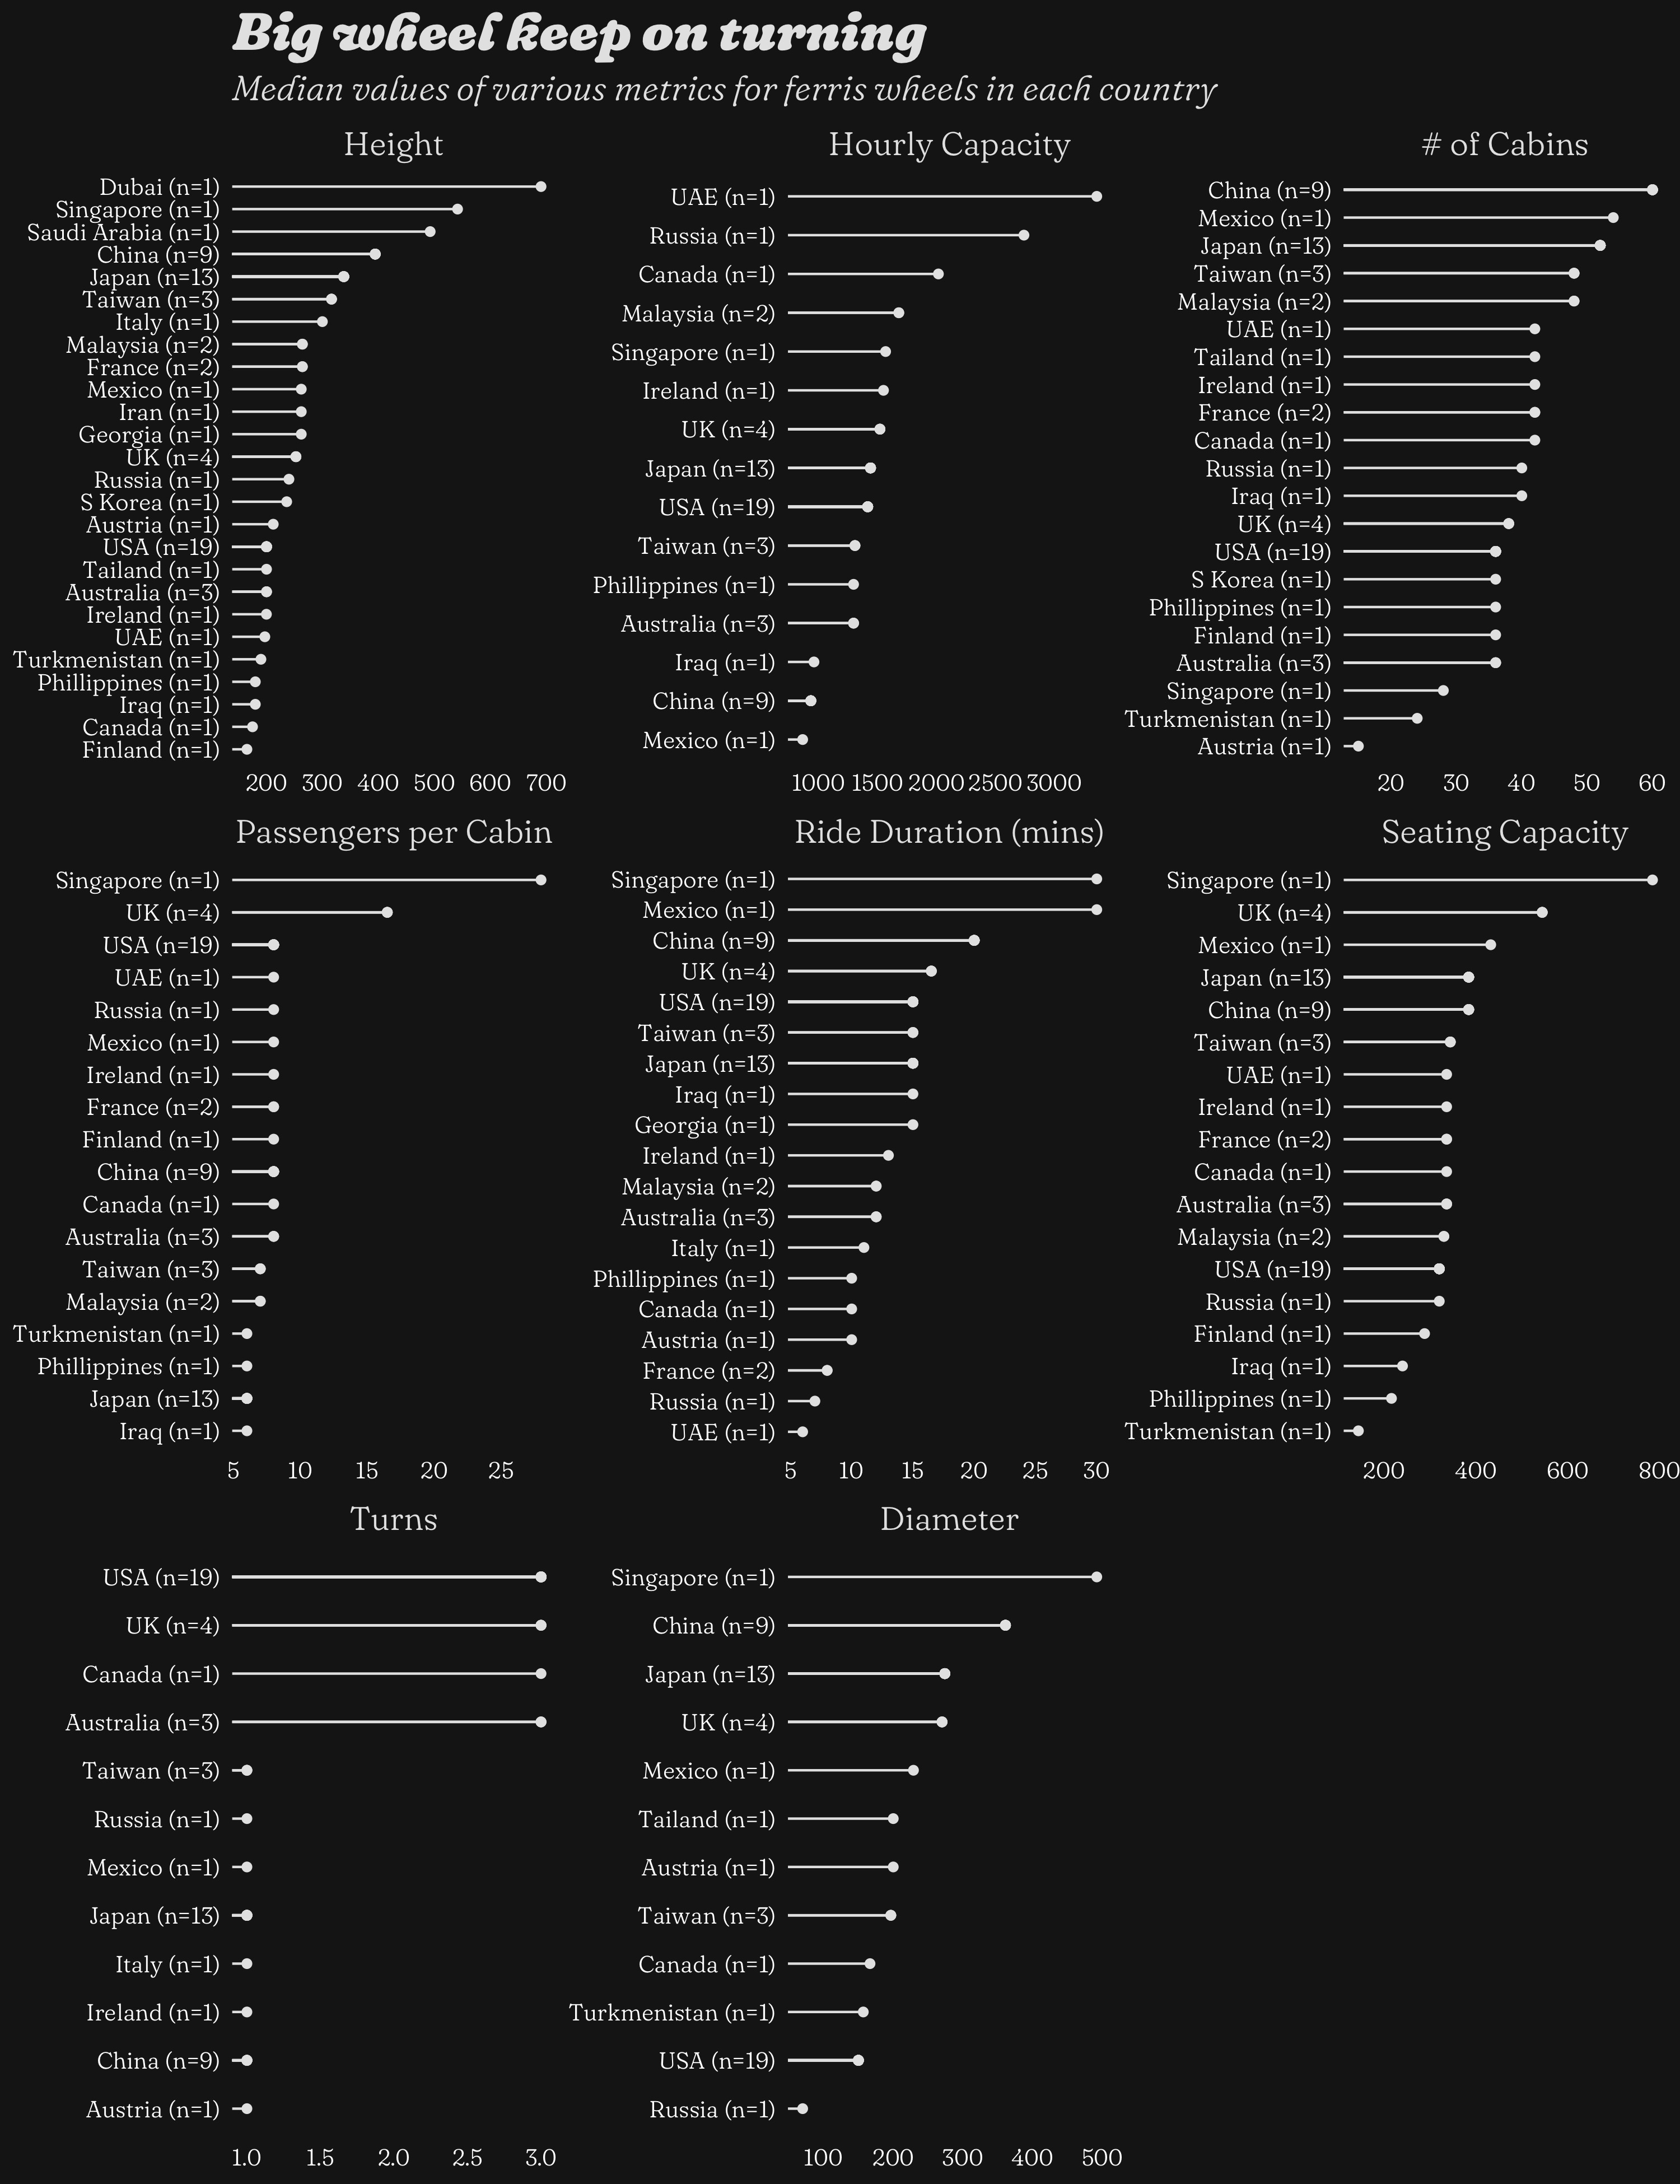 Big wheel keep on turning
Median values of various metrics for ferris wheels in each country
Height
Dubai (n=1)
Singapore (n=1)
Saudi Arabia (n=1)
China (n=9)
Japan (n=13)
Taiwan (n=3)
Italy (n=1)
Malaysia (n=2)
France (n=2)
Mexico (n=1)
Iran (n=1)
Georgia (n=1)
UK (n=4)
Russia (n=1)
S Korea (n=1)
Austria (n=1)
USA (n=19)
Tailand (n=1)
Australia (n=3)
Ireland (n=1)
UAE (n=1)
Turkmenistan (n=1)
Phillippines (n=1)
Iraq (n=1)
Canada (n=1)
Finland (n=1)
200 300 400 500 600 700
Hourly Capacity
UAE (n=1)
Russia (n=1)
Canada (n=1)
Malaysia (n=2)
Singapore (n=1)
Ireland (n=1)
UK (n=4)
Japan (n=13)
USA (n=19)
Taiwan (n=3)
Phillippines (n=1)
Australia (n=3)
Iraq (n=1)
China (n=9)
Mexico (n=1)
1000 1500 2000 2500 3000
# of Cabins
China (n=9)
Mexico (n=1)
Japan (n=13)
Taiwan (n=3)
Malaysia (n=2)
UAE (n=1)
Tailand (n=1)
Ireland (n=1)
France (n=2)
Canada (n=1)
Russia (n=1)
Iraq (n=1)
UK (n=4)
USA (n=19)
S Korea (n=1)
Phillippines (n=1)
Finland (n=1)
Australia (n=3)
Singapore (n=1)
Turkmenistan (n=1)
Austria (n=1)
20 30 40 50 60
Passengers per Cabin
Singapore (n=1)
UK (n=4)
USA (n=19)
UAE (n=1)
Russia (n=1)
Mexico (n=1)
Ireland (n=1)
France (n=2)
Finland (n=1)
China (n=9)
Canada (n=1)
Australia (n=3)
Taiwan (n=3)
Malaysia (n=2)
Turkmenistan (n=1)
Phillippines (n=1)
Japan (n=13)
Iraq (n=1)
5 10 15 20 25
Ride Duration (mins)
Singapore (n=1)
Mexico (n=1)
China (n=9)
UK (n=4)
USA (n=19)
Taiwan (n=3)
Japan (n=13)
Iraq (n=1)
Georgia (n=1)
Ireland (n=1)
Malaysia (n=2)
Australia (n=3)
Italy (n=1)
Phillippines (n=1)
Canada (n=1)
Austria (n=1)
France (n=2)
Russia (n=1)
UAE (n=1)
5 10 15 20 25 30
Seating Capacity
Singapore (n=1)
UK (n=4)
Mexico (n=1)
Japan (n=13)
China (n=9)
Taiwan (n=3)
UAE (n=1)
Ireland (n=1)
France (n=2)
Canada (n=1)
Australia (n=3)
Malaysia (n=2)
USA (n=19)
Russia (n=1)
Finland (n=1)
Iraq (n=1)
Phillippines (n=1)
Turkmenistan (n=1)
200 400 600 800
Turns
USA (n=19)
UK (n=4)
Canada (n=1)
Australia (n=3)
Taiwan (n=3)
Russia (n=1)
Mexico (n=1)
Japan (n=13)
Italy (n=1)
Ireland (n=1)
China (n=9)
Austria (n=1)
1.0 1.5 2.0 2.5 3.0
Diameter
Singapore (n=1)
China (n=9)
Japan (n=13)
UK (n=4)
Mexico (n=1)
Tailand (n=1)
Austria (n=1)
Taiwan (n=3)
Canada (n=1)
Turkmenistan (n=1)
USA (n=19)
Russia (n=1)
100 200 300 400 500